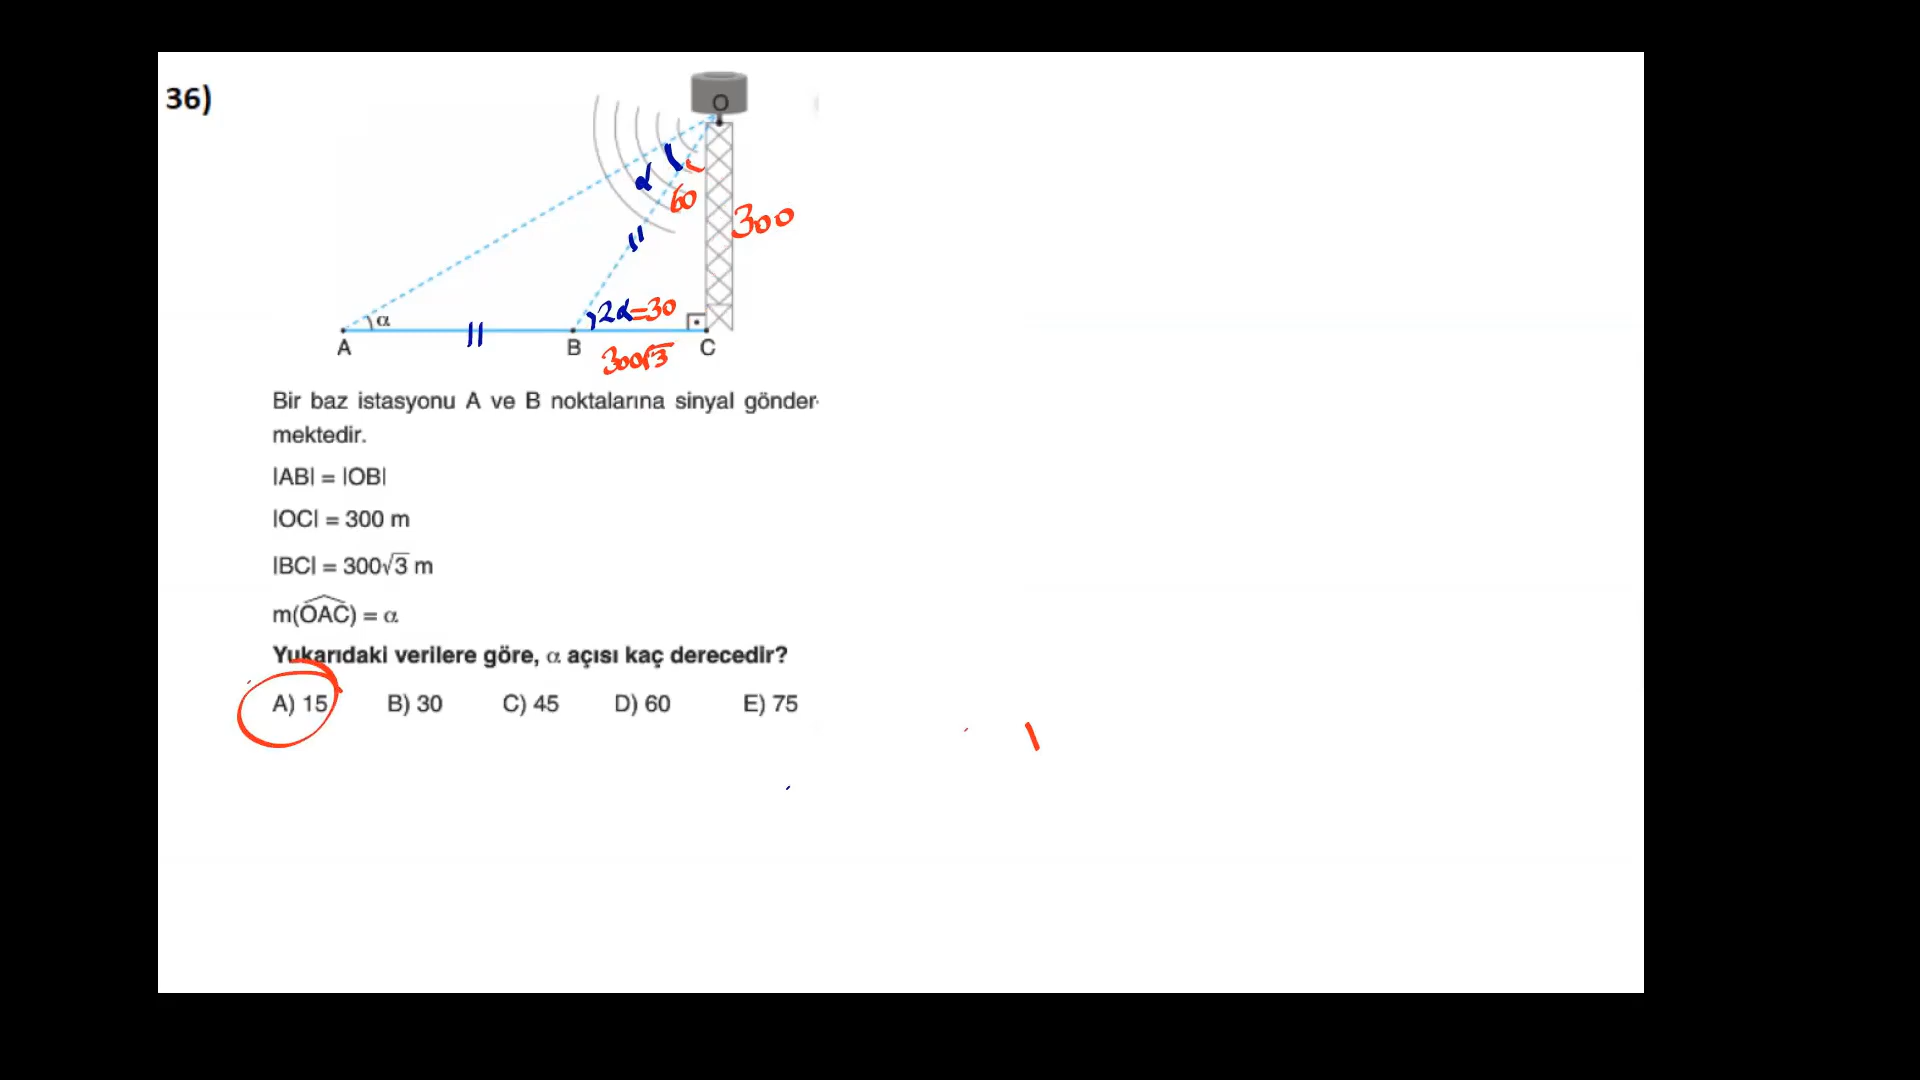 36)
O
α
60
300
α
2α=30
A
B
C
300√3
Bir baz istasyonu A ve B noktalarına sinyal gönder-
mektedir.
|AB| = |OB|
|OC| = 300 m
|BC| = 300√3 m
m(OAC) = α
Yukarıdaki verilere göre, α açısı kaç derecedir?
A) 15 B) 30 C) 45 D) 60 E) 75